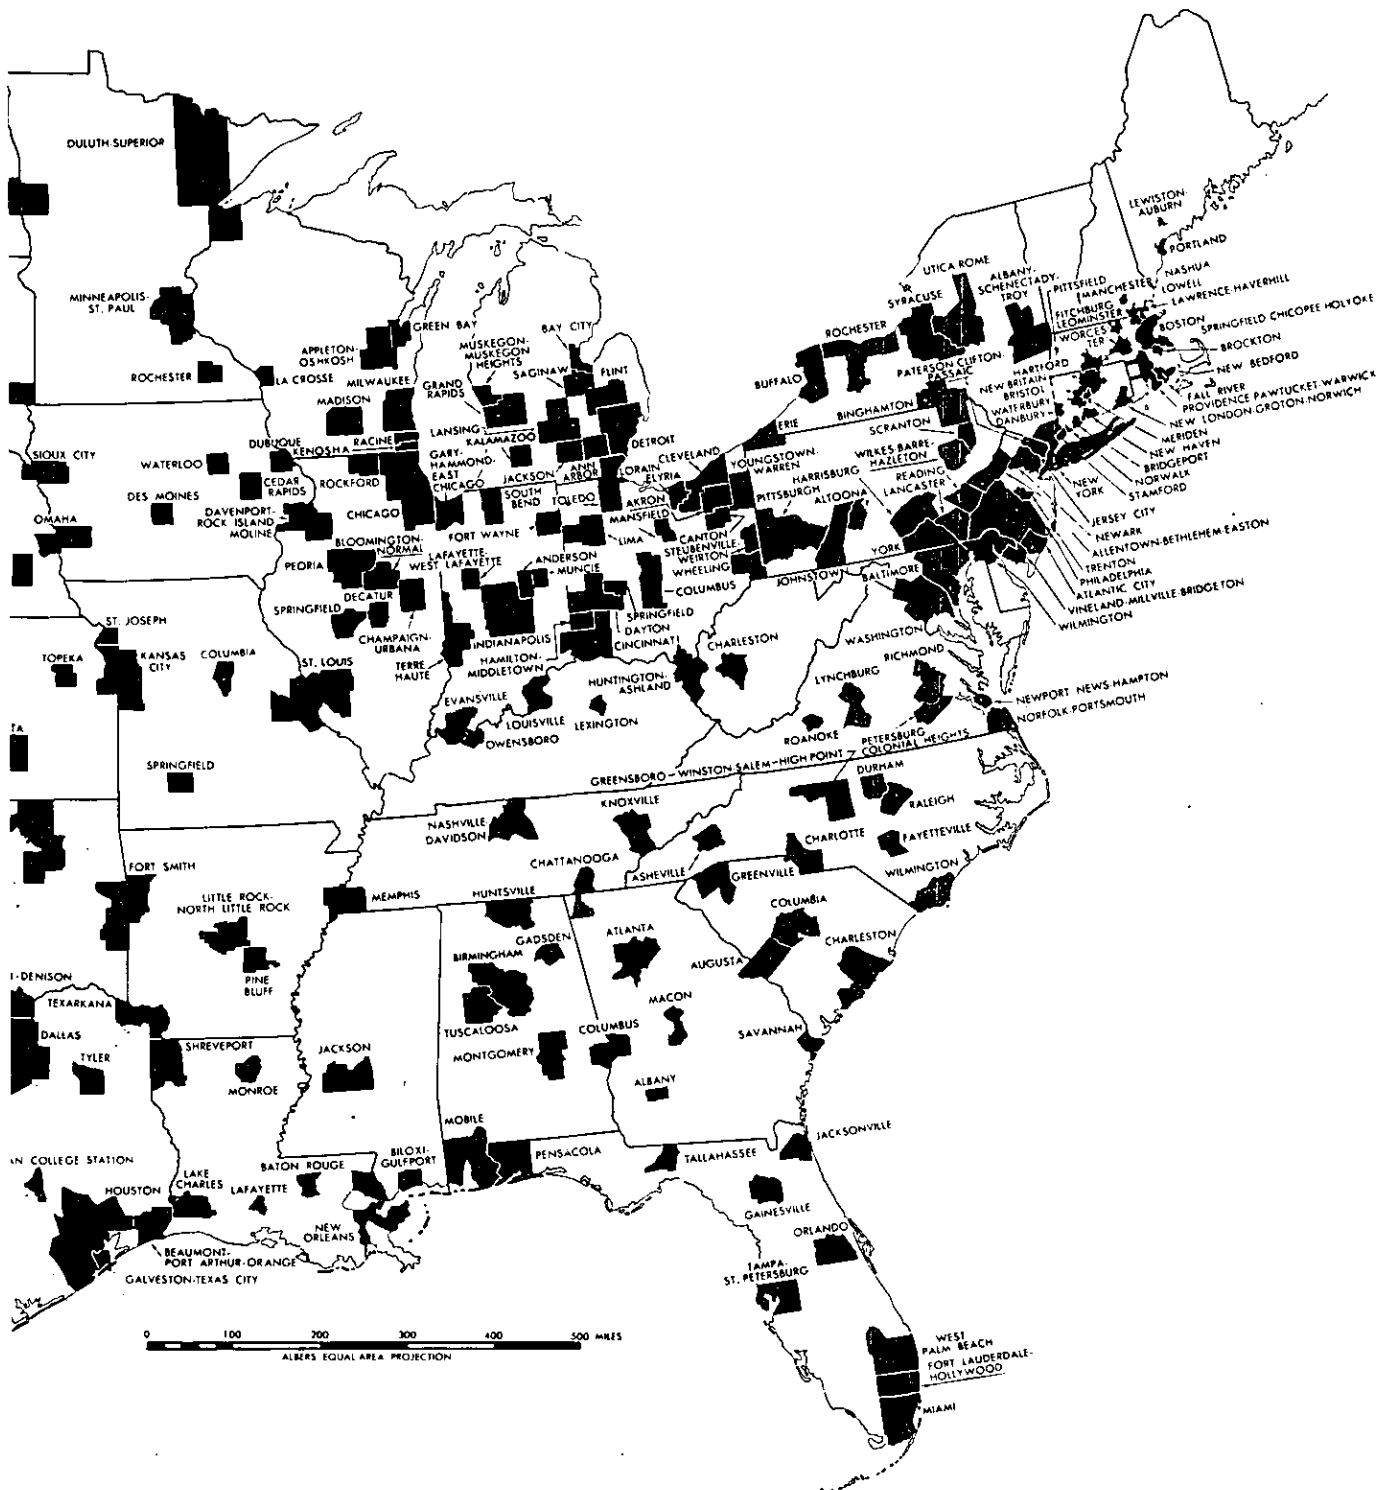 DULUTH-SUPERIOR
MINNEAPOLIS-
ST. PAUL
ROCHESTER
LA CROSSE
APPLETON-
OSHKOSH
GREEN BAY
MILWAUKEE
MADISON
RACINE
KENOSHA
DUBUQUE
WATERLOO
SIOUX CITY
CEDAR
RAPIDS
DES MOINES
ROCKFORD
DAVENPORT-
ROCK ISLAND
MOLINE
OMAHA
CHICAGO
GARY-
HAMMOND-
EAST
CHICAGO
BLOOMINGTON-
NORMAL
PEORIA
DECATUR
SPRINGFIELD
CHAMPAIGN-
URBANA
MUSKEGON-
MUSKEGON
HEIGHTS
BAY CITY
SAGINAW
FLINT
GRAND
RAPIDS
LANSING
KALAMAZOO
JACKSON
ANN
ARBOR
DETROIT
SOUTH
BEND
TOLEDO
LORAIN
ELYRIA
CLEVELAND
AKRON
MANSFIELD
CANTON
FORT WAYNE
LIMA
LAFAYETTE-
WEST LAFAYETTE
ANDERSON
MUNCIE
INDIANAPOLIS
TERRE
HAUTE
HAMILTON-
MIDDLETOWN
SPRINGFIELD
DAYTON
CINCINNATI
COLUMBUS
STEUBENVILLE-
WEIRTON
WHEELING
YOUNGSTOWN-
WARREN
PITTSBURGH
ERIE
BUFFALO
ROCHESTER
SYRACUSE
UTICA ROME
ALBANY-
SCHENECTADY-
TROY
BINGHAMTON
SCRANTON
WILKES BARRE-
HAZLETON
HARRISBURG
READING
LANCASTER
ALTOONA
YORK
JOHNSTOWN
BALTIMORE
WASHINGTON
PATERSON-CLIFTON-
PASSAIC
LEWISTON-
AUBURN
PORTLAND
PITTSFIELD
MANCHESTER
NASHUA
LOWELL
LAWRENCE-HAVERHILL
FITCHBURG
LEOMINSTER
WORCES
TER
BOSTON
SPRINGFIELD CHICOPEE HOLYOKE
BROCKTON
NEW BEDFORD
FALL
RIVER
PROVIDENCE PAWTUCKET-WARWICK
NEW LONDON-GROTON-NORWICH
HARTFORD
NEW BRITAIN
BRISTOL
WATERBURY
DANBURY
MERIDEN
NEW HAVEN
BRIDGEPORT
NORWALK
STAMFORD
NEW
YORK
JERSEY CITY
NEWARK
ALLENTOWN-BETHLEHEM-EASTON
TRENTON
PHILADELPHIA
ATLANTIC CITY
VINELAND-MILLVILLE-BRIDGETON
WILMINGTON
ST. JOSEPH
TOPEKA
KANSAS
CITY
COLUMBIA
ST. LOUIS
SPRINGFIELD
EVANSVILLE
LOUISVILLE
OWENSBORO
LEXINGTON
HUNTINGTON-
ASHLAND
CHARLESTON
LYNCHBURG
RICHMOND
ROANOKE
PETERSBURG
COLONIAL HEIGHTS
NEWPORT NEWS-HAMPTON
NORFOLK-PORTSMOUTH
GREENSBORO-WINSTON-SALEM-HIGH POINT
DURHAM
RALEIGH
KNOXVILLE
NASHVILLE-
DAVIDSON
CHATTANOOGA
ASHEVILLE
CHARLOTTE
FAYETTEVILLE
WILMINGTON
GREENVILLE
FORT SMITH
LITTLE ROCK-
NORTH LITTLE ROCK
PINE
BLUFF
MEMPHIS
HUNTSVILLE
GADSDEN
BIRMINGHAM
TUSCALOOSA
MONTGOMERY
ATLANTA
AUGUSTA
COLUMBIA
CHARLESTON
MACON
COLUMBUS
SAVANNAH
ALBANY
TA
I-DENISON
TEXARKANA
DALLAS
TYLER
SHREVEPORT
MONROE
JACKSON
MOBILE
PENSACOLA
TALLAHASSEE
JACKSONVILLE
AN COLLEGE STATION
HOUSTON
LAKE
CHARLES
LAFAYETTE
BATON ROUGE
BILOXI-
GULFPORT
NEW
ORLEANS
BEAUMONT-
PORT ARTHUR-ORANGE
GALVESTON-TEXAS CITY
GAINESVILLE
ORLANDO
TAMPA-
ST. PETERSBURG
WEST
PALM BEACH
FORT LAUDERDALE-
HOLLYWOOD
MIAMI
0 100 200 300 400 500 MILES
ALBERS EQUAL AREA PROJECTION